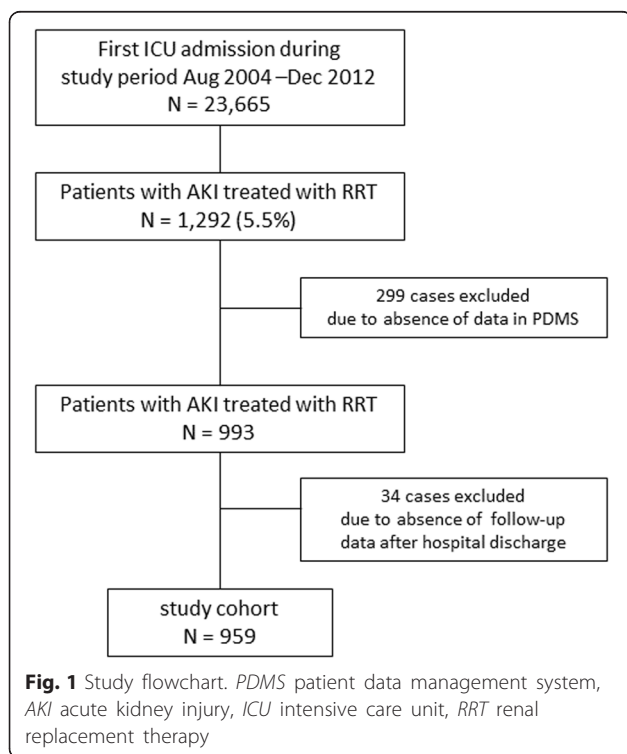 First ICU admission during
study period Aug 2004 –Dec 2012
N = 23,665
Patients with AKI treated with RRT
N = 1,292 (5.5%)
299 cases excluded
due to absence of data in PDMS
Patients with AKI treated with RRT
N = 993
34 cases excluded
due to absence of follow-up
data after hospital discharge
study cohort
N = 959
Fig. 1 Study flowchart. PDMS patient data management system,
AKI acute kidney injury, ICU intensive care unit, RRT renal
replacement therapy